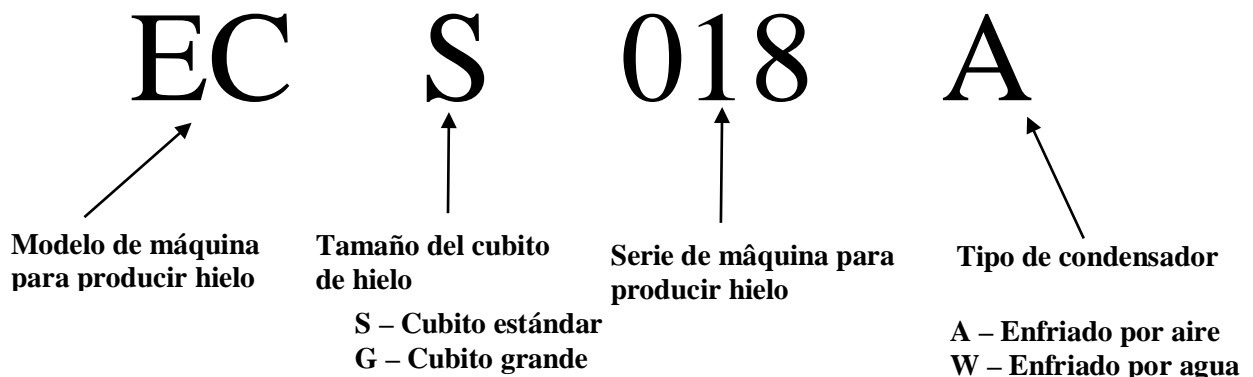 EC S 018 A
Modelo de máquina
para producir hielo
Tamaño del cubito
de hielo
S – Cubito estándar
G – Cubito grande
Serie de mâquina para
producir hielo
Tipo de condensador
A – Enfriado por aire
W – Enfriado por agua